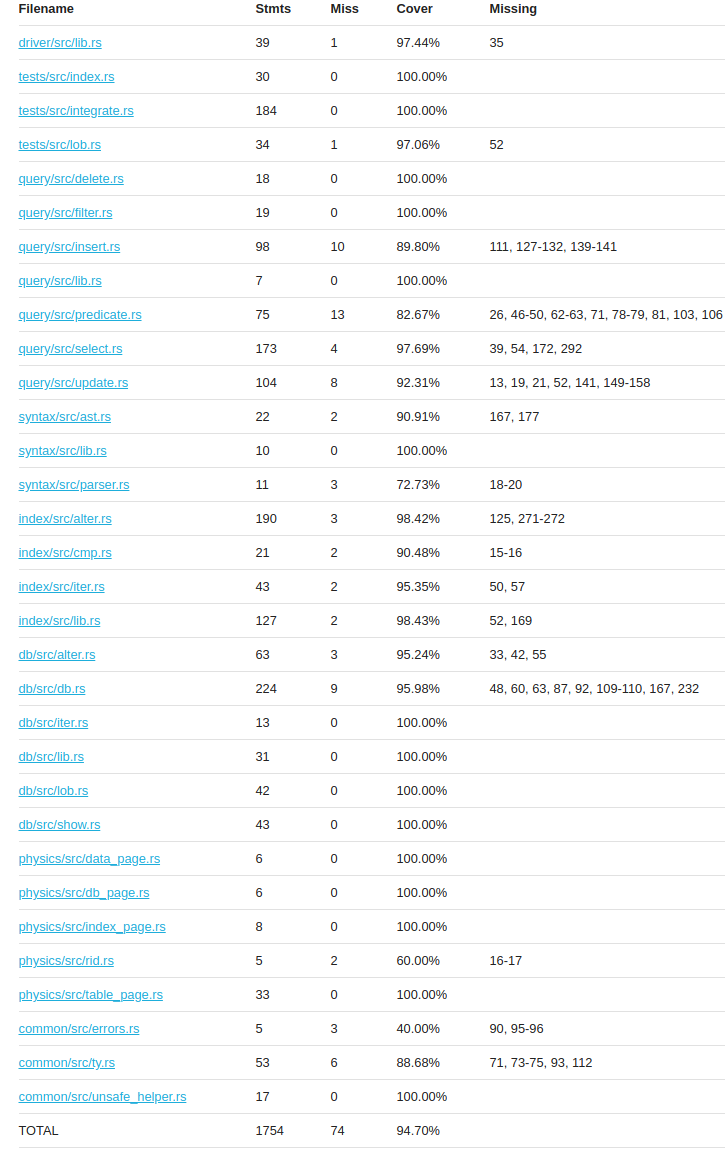 Filename Stmts Miss Cover Missing
driver/src/lib.rs 39 1 97.44% 35
tests/src/index.rs 30 0 100.00%
tests/src/integrate.rs 184 0 100.00%
tests/src/lob.rs 34 1 97.06% 52
query/src/delete.rs 18 0 100.00%
query/src/filter.rs 19 0 100.00%
query/src/insert.rs 98 10 89.80% 111, 127-132, 139-141
query/src/lib.rs 7 0 100.00%
query/src/predicate.rs 75 13 82.67% 26, 46-50, 62-63, 71, 78-79, 81, 103, 106
query/src/select.rs 173 4 97.69% 39, 54, 172, 292
query/src/update.rs 104 8 92.31% 13, 19, 21, 52, 141, 149-158
syntax/src/ast.rs 22 2 90.91% 167, 177
syntax/src/lib.rs 10 0 100.00%
syntax/src/parser.rs 11 3 72.73% 18-20
index/src/alter.rs 190 3 98.42% 125, 271-272
index/src/cmp.rs 21 2 90.48% 15-16
index/src/iter.rs 43 2 95.35% 50, 57
index/src/lib.rs 127 2 98.43% 52, 169
db/src/alter.rs 63 3 95.24% 33, 42, 55
db/src/db.rs 224 9 95.98% 48, 60, 63, 87, 92, 109-110, 167, 232
db/src/iter.rs 13 0 100.00%
db/src/lib.rs 31 0 100.00%
db/src/lob.rs 42 0 100.00%
db/src/show.rs 43 0 100.00%
physics/src/data_page.rs 6 0 100.00%
physics/src/db_page.rs 6 0 100.00%
physics/src/index_page.rs 8 0 100.00%
physics/src/rid.rs 5 2 60.00% 16-17
physics/src/table_page.rs 33 0 100.00%
common/src/errors.rs 5 3 40.00% 90, 95-96
common/src/ty.rs 53 6 88.68% 71, 73-75, 93, 112
common/src/unsafe_helper.rs 17 0 100.00%
TOTAL 1754 74 94.70%